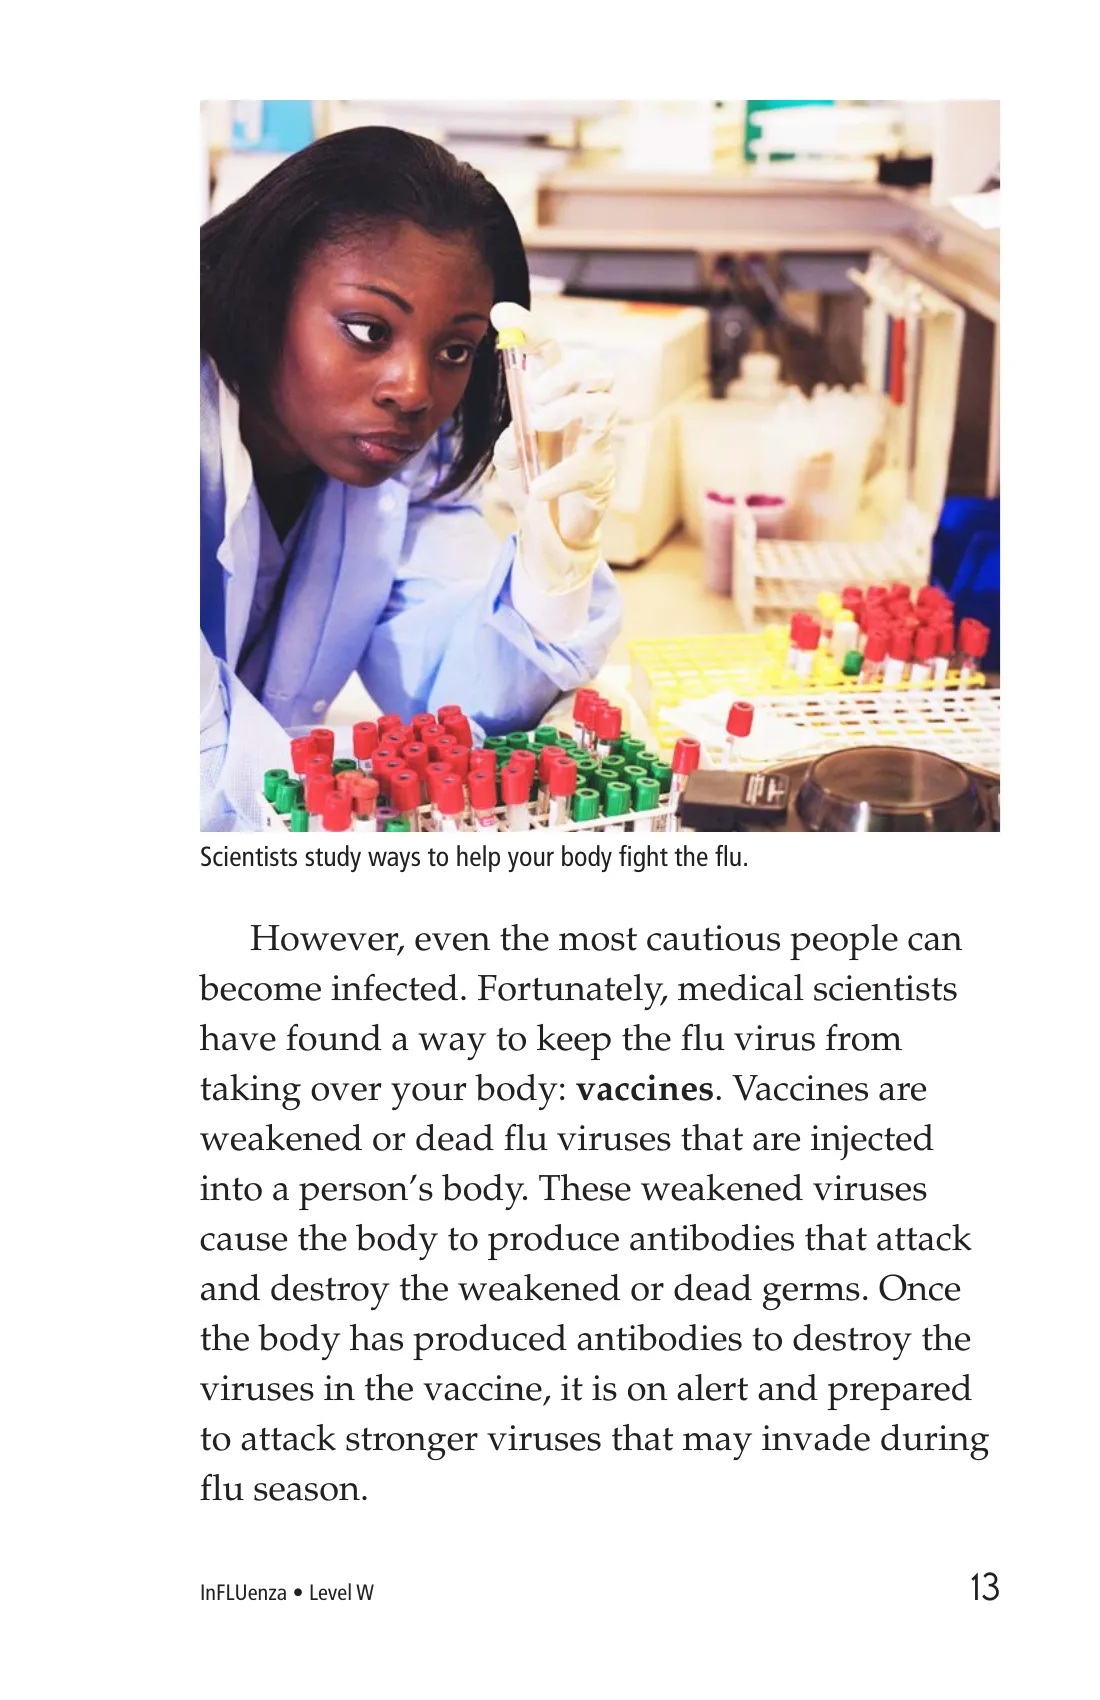 Scientists study ways to help your body fight the flu.
However, even the most cautious people can
become infected. Fortunately, medical scientists
have found a way to keep the flu virus from
taking over your body: vaccines. Vaccines are
weakened or dead flu viruses that are injected
into a person’s body. These weakened viruses
cause the body to produce antibodies that attack
and destroy the weakened or dead germs. Once
the body has produced antibodies to destroy the
viruses in the vaccine, it is on alert and prepared
to attack stronger viruses that may invade during
flu season.
InFLUenza • Level W
13